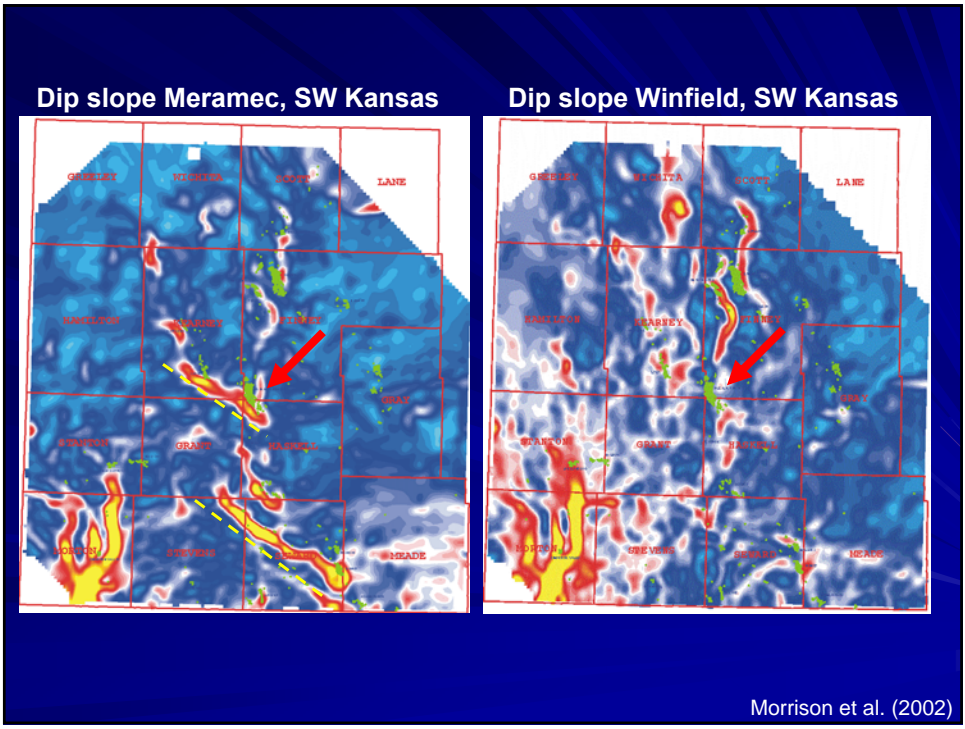 Dip slope Meramec, SW Kansas
Dip slope Winfield, SW Kansas
GREELEY
WICHITA
SCOTT
LANE
HAMILTON
KEARNEY
FINNEY
GRAY
STANTON
GRANT
HASKELL
MORTON
STEVENS
SEWARD
MEADE
GREELEY
WICHITA
SCOTT
LANE
HAMILTON
KEARNEY
FINNEY
GRAY
STANTON
GRANT
HASKELL
MORTON
STEVENS
SEWARD
MEADE
Morrison et al. (2002)